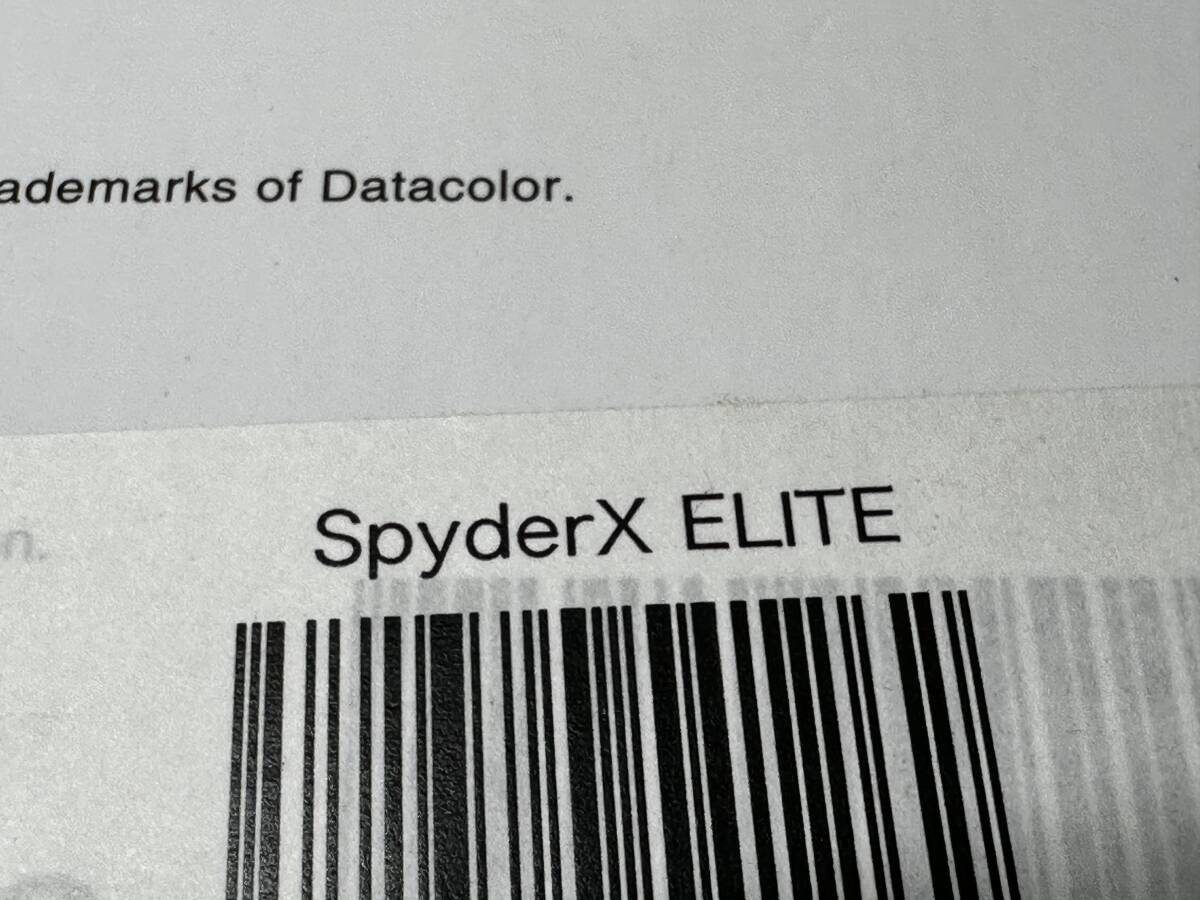 ademarks of Datacolor.
n.
SpyderX ELITE